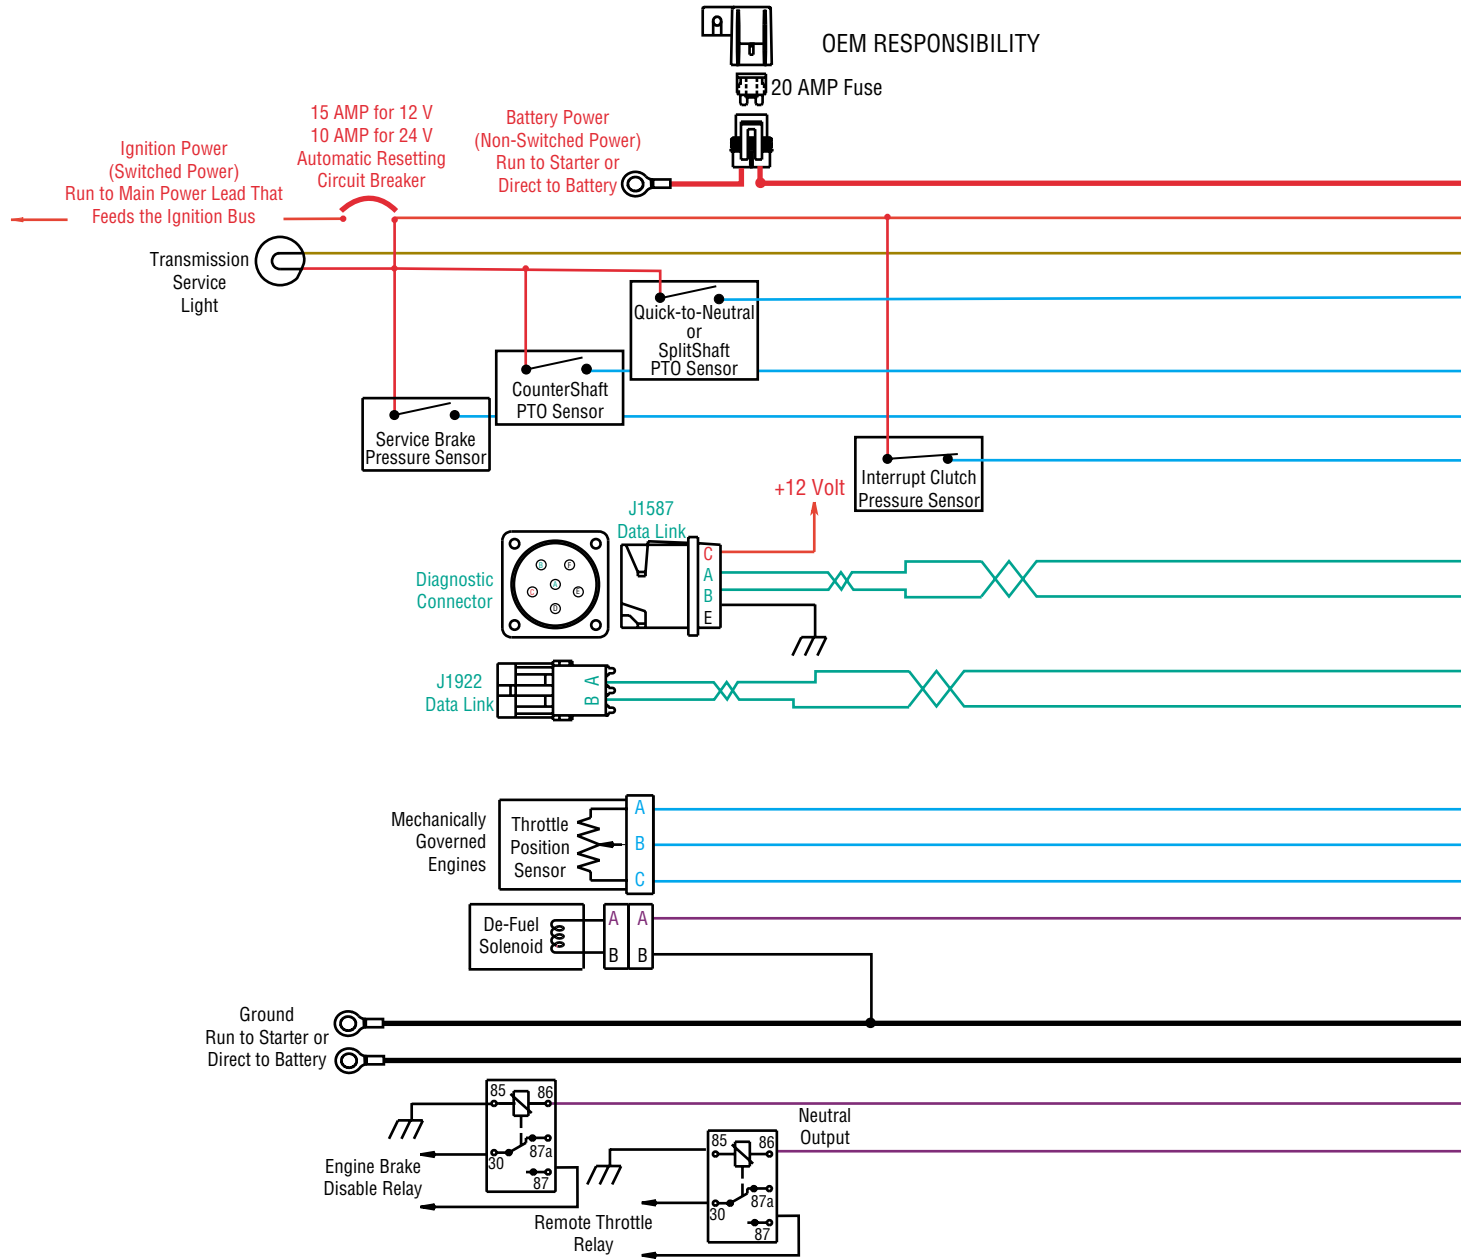 OEM RESPONSIBILITY
20 AMP Fuse
15 AMP for 12 V
10 AMP for 24 V
Automatic Resetting
Circuit Breaker
Battery Power
(Non-Switched Power)
Run to Starter or
Direct to Battery
Ignition Power
(Switched Power)
Run to Main Power Lead That
Feeds the Ignition Bus
Transmission
Service
Light
Quick-to-Neutral
or
SplitShaft
PTO Sensor
CounterShaft
PTO Sensor
Service Brake
Pressure Sensor
Interrupt Clutch
Pressure Sensor
+12 Volt
J1587
Data Link
Diagnostic
Connector
B
F
A
C
E
D
C
A
B
E
J1922
Data Link
A
B
Mechanically
Governed
Engines
Throttle
Position
Sensor
A
B
C
De-Fuel
Solenoid
A
A
B
B
Ground
Run to Starter or
Direct to Battery
85
86
30
87a
87
Engine Brake
Disable Relay
Neutral
Output
85
86
30
87a
87
Remote Throttle
Relay